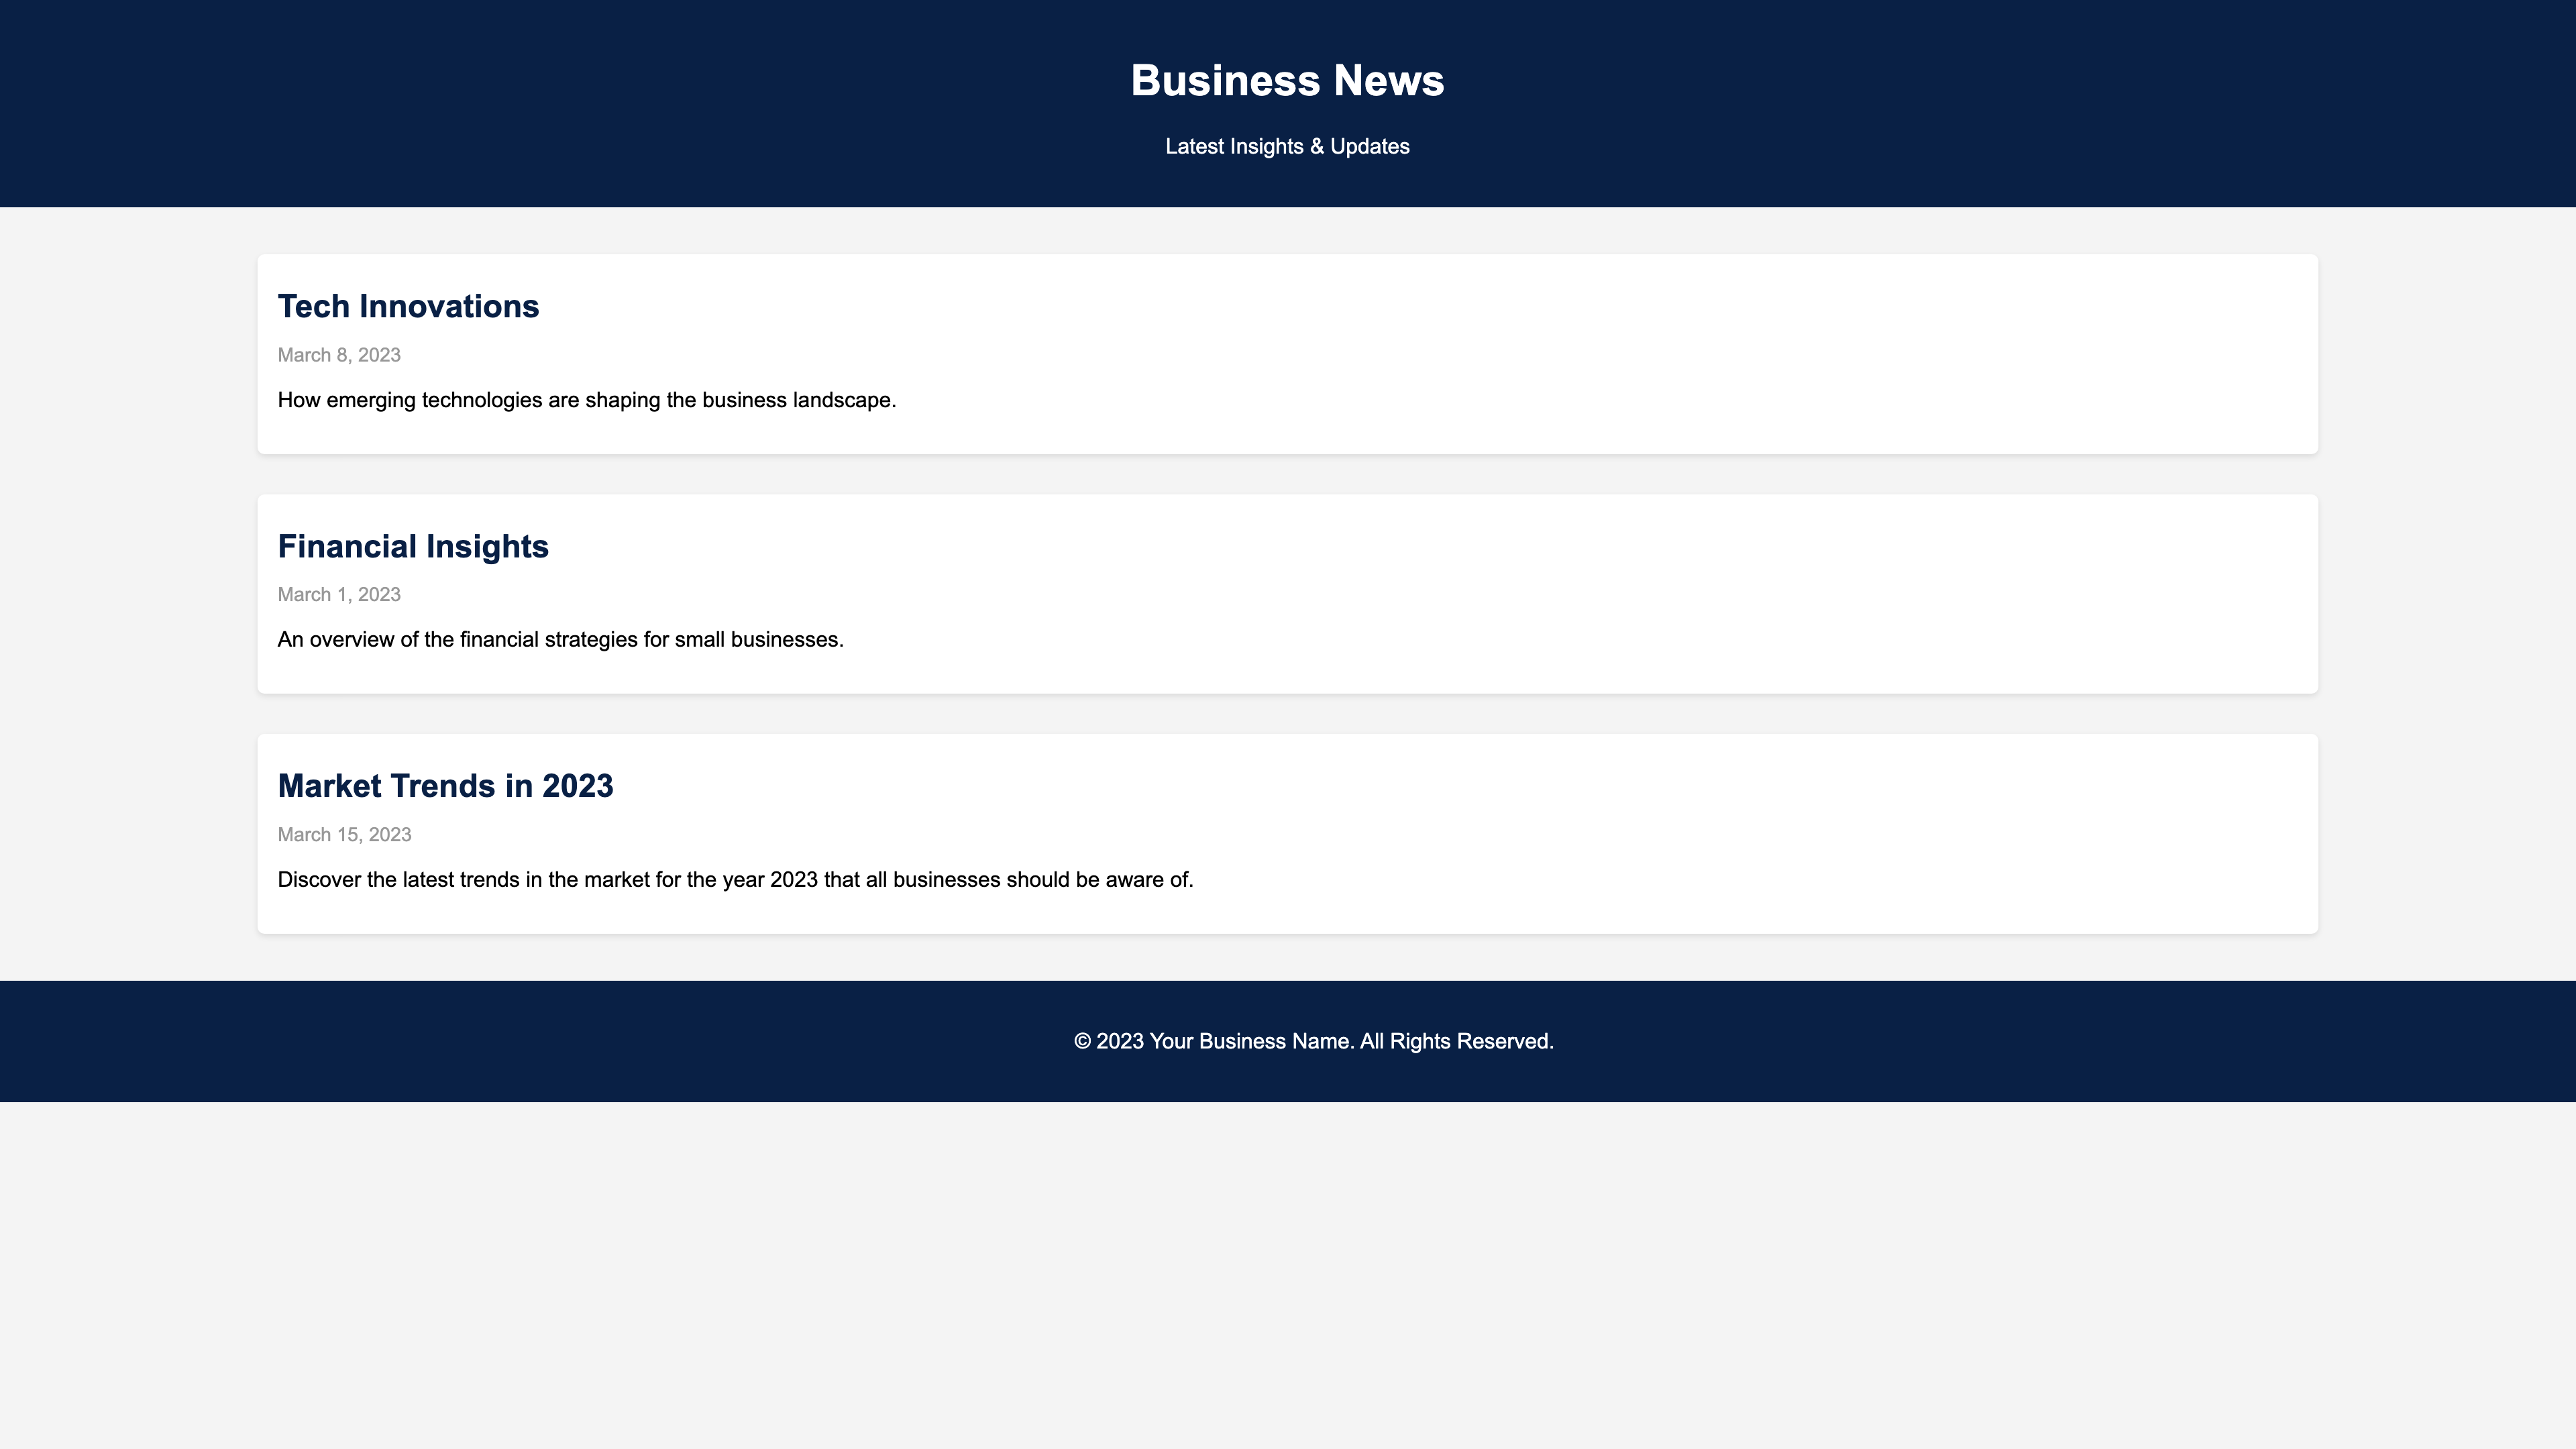 Business News
Latest Insights & Updates
Tech Innovations
March 8, 2023
How emerging technologies are shaping the business landscape.
Financial Insights
March 1, 2023
An overview of the financial strategies for small businesses.
Market Trends in 2023
March 15, 2023
Discover the latest trends in the market for the year 2023 that all businesses should be aware of.
© 2023 Your Business Name. All Rights Reserved.